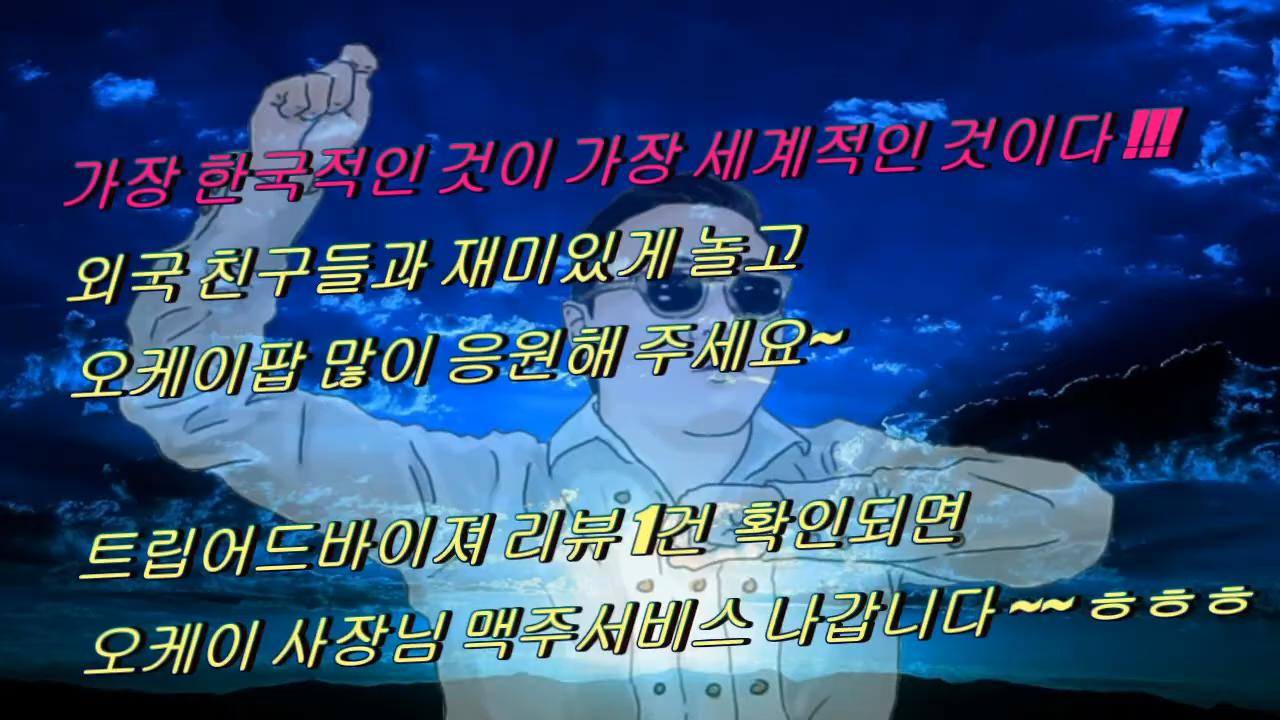 가장 한국적인 것이 가장 세계적인 것이다 !!!
외국 친구들과 재미있게 놀고
오케이팝 많이 응원해 주세요~
트립어드바이져 리뷰 1건 확인되면
오케이 사장님 맥주서비스 나갑니다 ~~ ㅎㅎㅎ